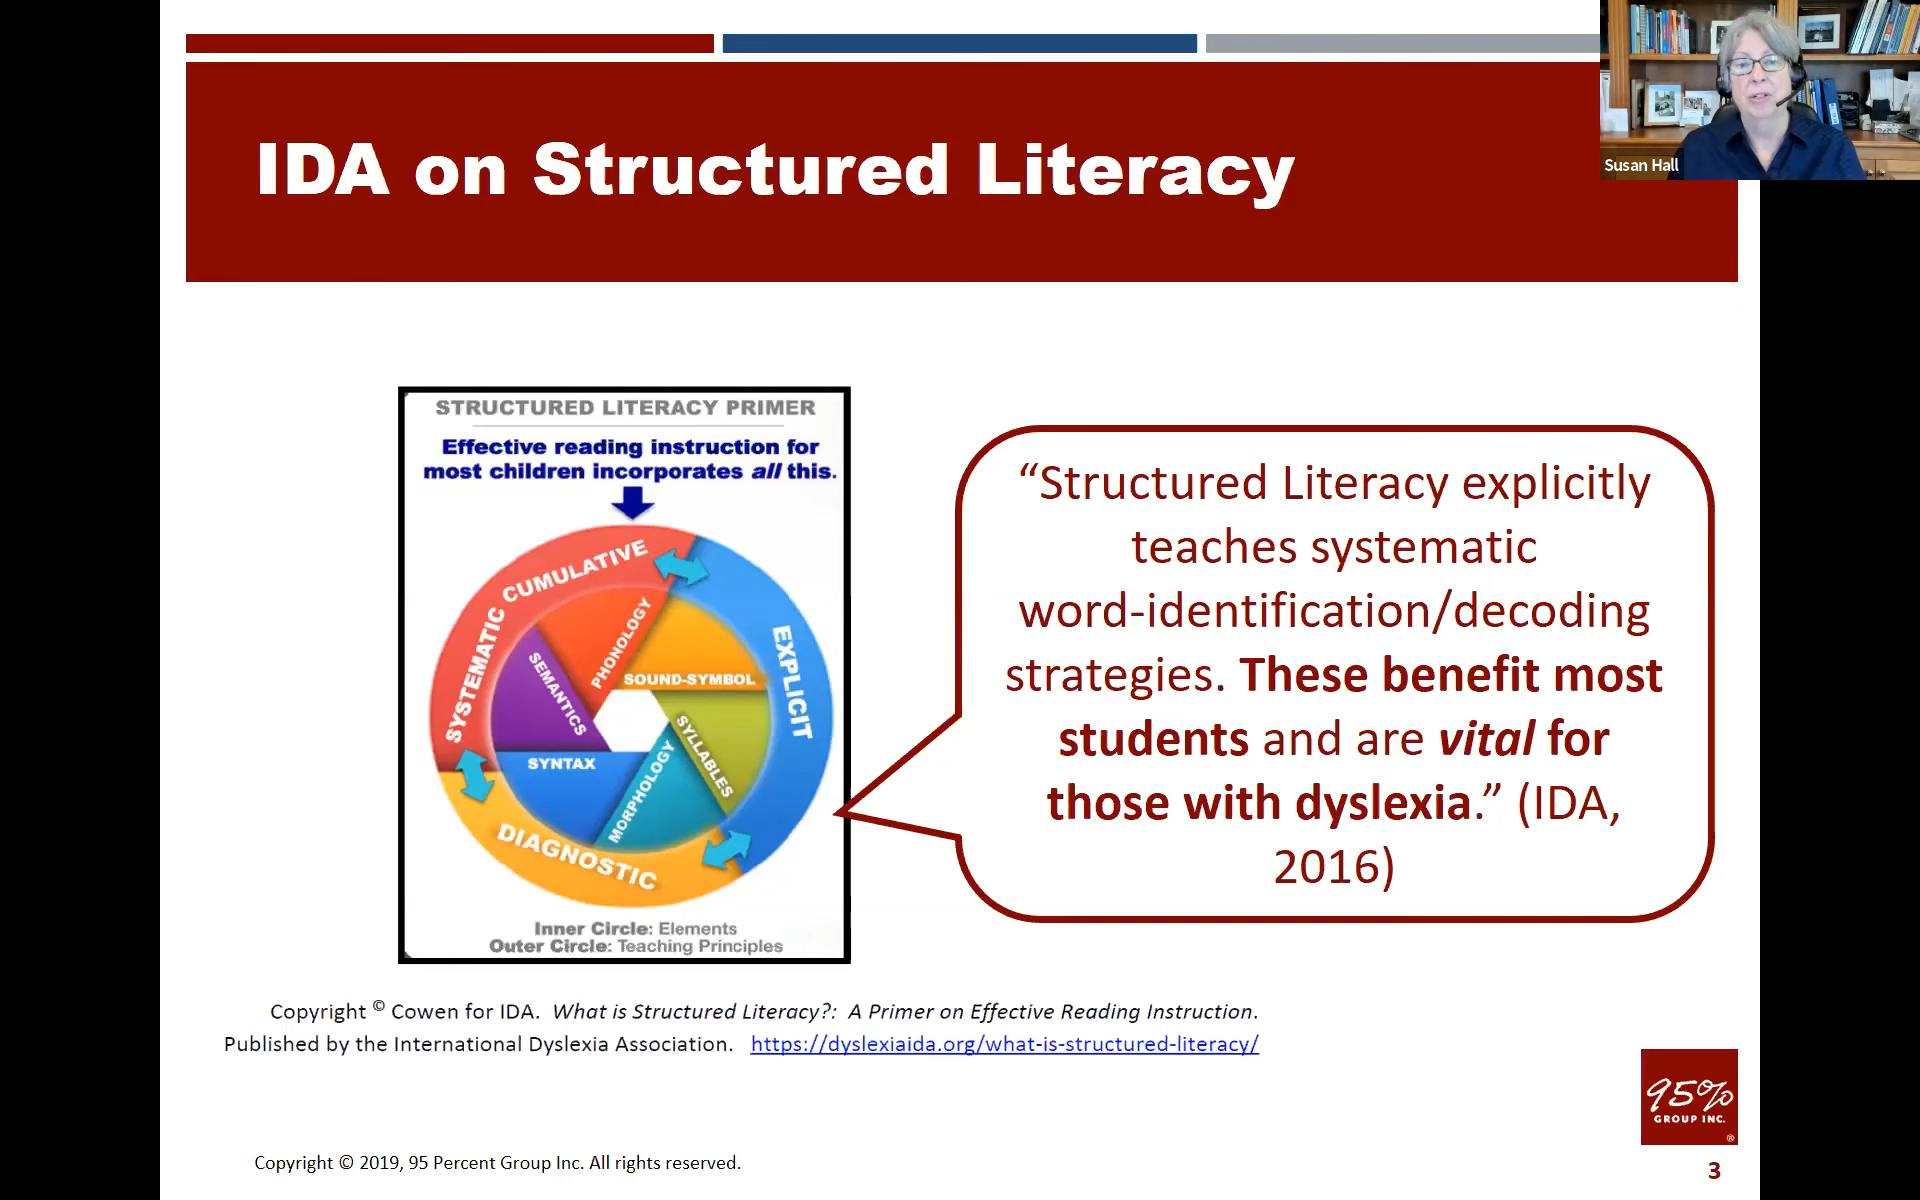 IDA on Structured Literacy
Susan Hall
STRUCTURED LITERACY PRIMER
Effective reading instruction for
most children incorporates all this.
SYSTEMATIC CUMULATIVE
EXPLICIT
DIAGNOSTIC
PHONOLOGY
SOUND-SYMBOL
SYLLABLES
MORPHOLOGY
SYNTAX
SEMANTICS
Inner Circle: Elements
Outer Circle: Teaching Principles
“Structured Literacy explicitly
teaches systematic
word-identification/decoding
strategies. These benefit most
students and are vital for
those with dyslexia.” (IDA,
2016)
Copyright © Cowen for IDA. What is Structured Literacy?: A Primer on Effective Reading Instruction.
Published by the International Dyslexia Association. https://dyslexiaida.org/what-is-structured-literacy/
95%
GROUP INC.
®
Copyright © 2019, 95 Percent Group Inc. All rights reserved.
3